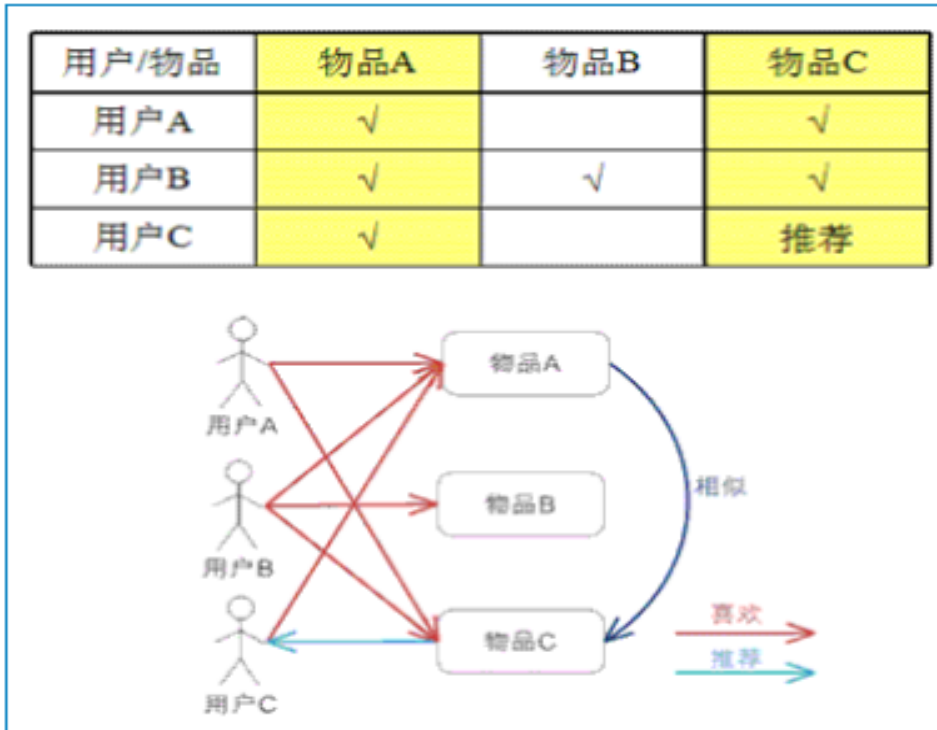 用户/物品 物品A 物品B 物品C
用户A √ √
用户B √ √ √
用户C √ 推荐
物品A
用户A
相似
物品B
用户B
喜欢
物品C
推荐
用户C